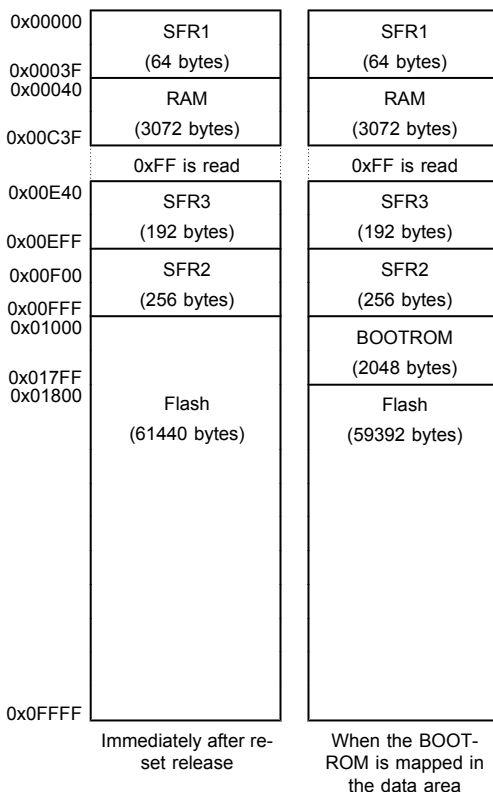 0x00000
SFR1
(64 bytes)
SFR1
(64 bytes)
0x0003F
0x00040
RAM
(3072 bytes)
RAM
(3072 bytes)
0x00C3F
0xFF is read
0xFF is read
0x00E40
SFR3
(192 bytes)
SFR3
(192 bytes)
0x00EFF
0x00F00
SFR2
(256 bytes)
SFR2
(256 bytes)
0x00FFF
0x01000
BOOTROM
(2048 bytes)
0x017FF
0x01800
Flash
(61440 bytes)
Flash
(59392 bytes)
0x0FFFF
Immediately after re-
set release
When the BOOT-
ROM is mapped in
the data area